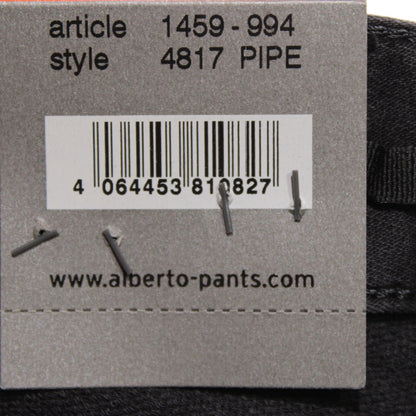 article 1459-994
style 4817 PIPE
4 064453 810827
www.alberto-pants.com